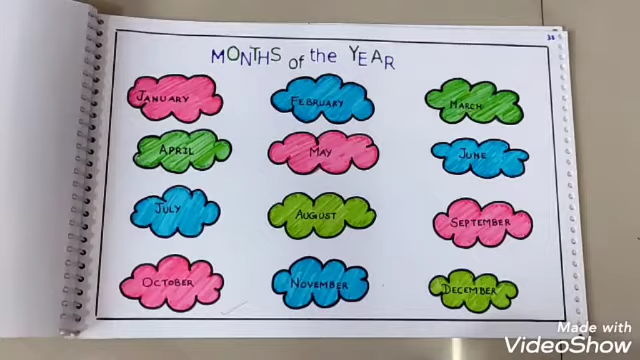 38
MONTHS of the YEAR
JANUARY FEBRUARY MARCH
APRIL MAY JUNE
JULY AUGUST SEPTEMBER
OCTOBER NOVEMBER DECEMBER
Made with
VideoShow